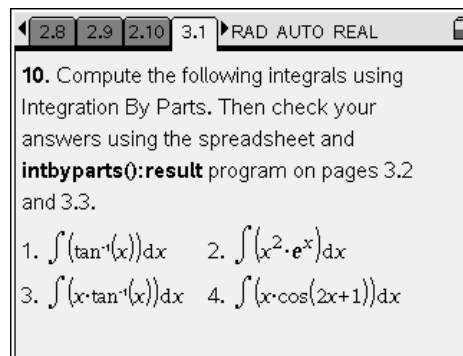 2.8 2.9 2.10 3.1 RAD AUTO REAL
10. Compute the following integrals using
Integration By Parts. Then check your
answers using the spreadsheet and
intbyparts():result program on pages 3.2
and 3.3.
1. ∫(tan⁻¹(x))dx 2. ∫(x²·eˣ)dx
3. ∫(x·tan⁻¹(x))dx 4. ∫(x·cos(2x+1))dx